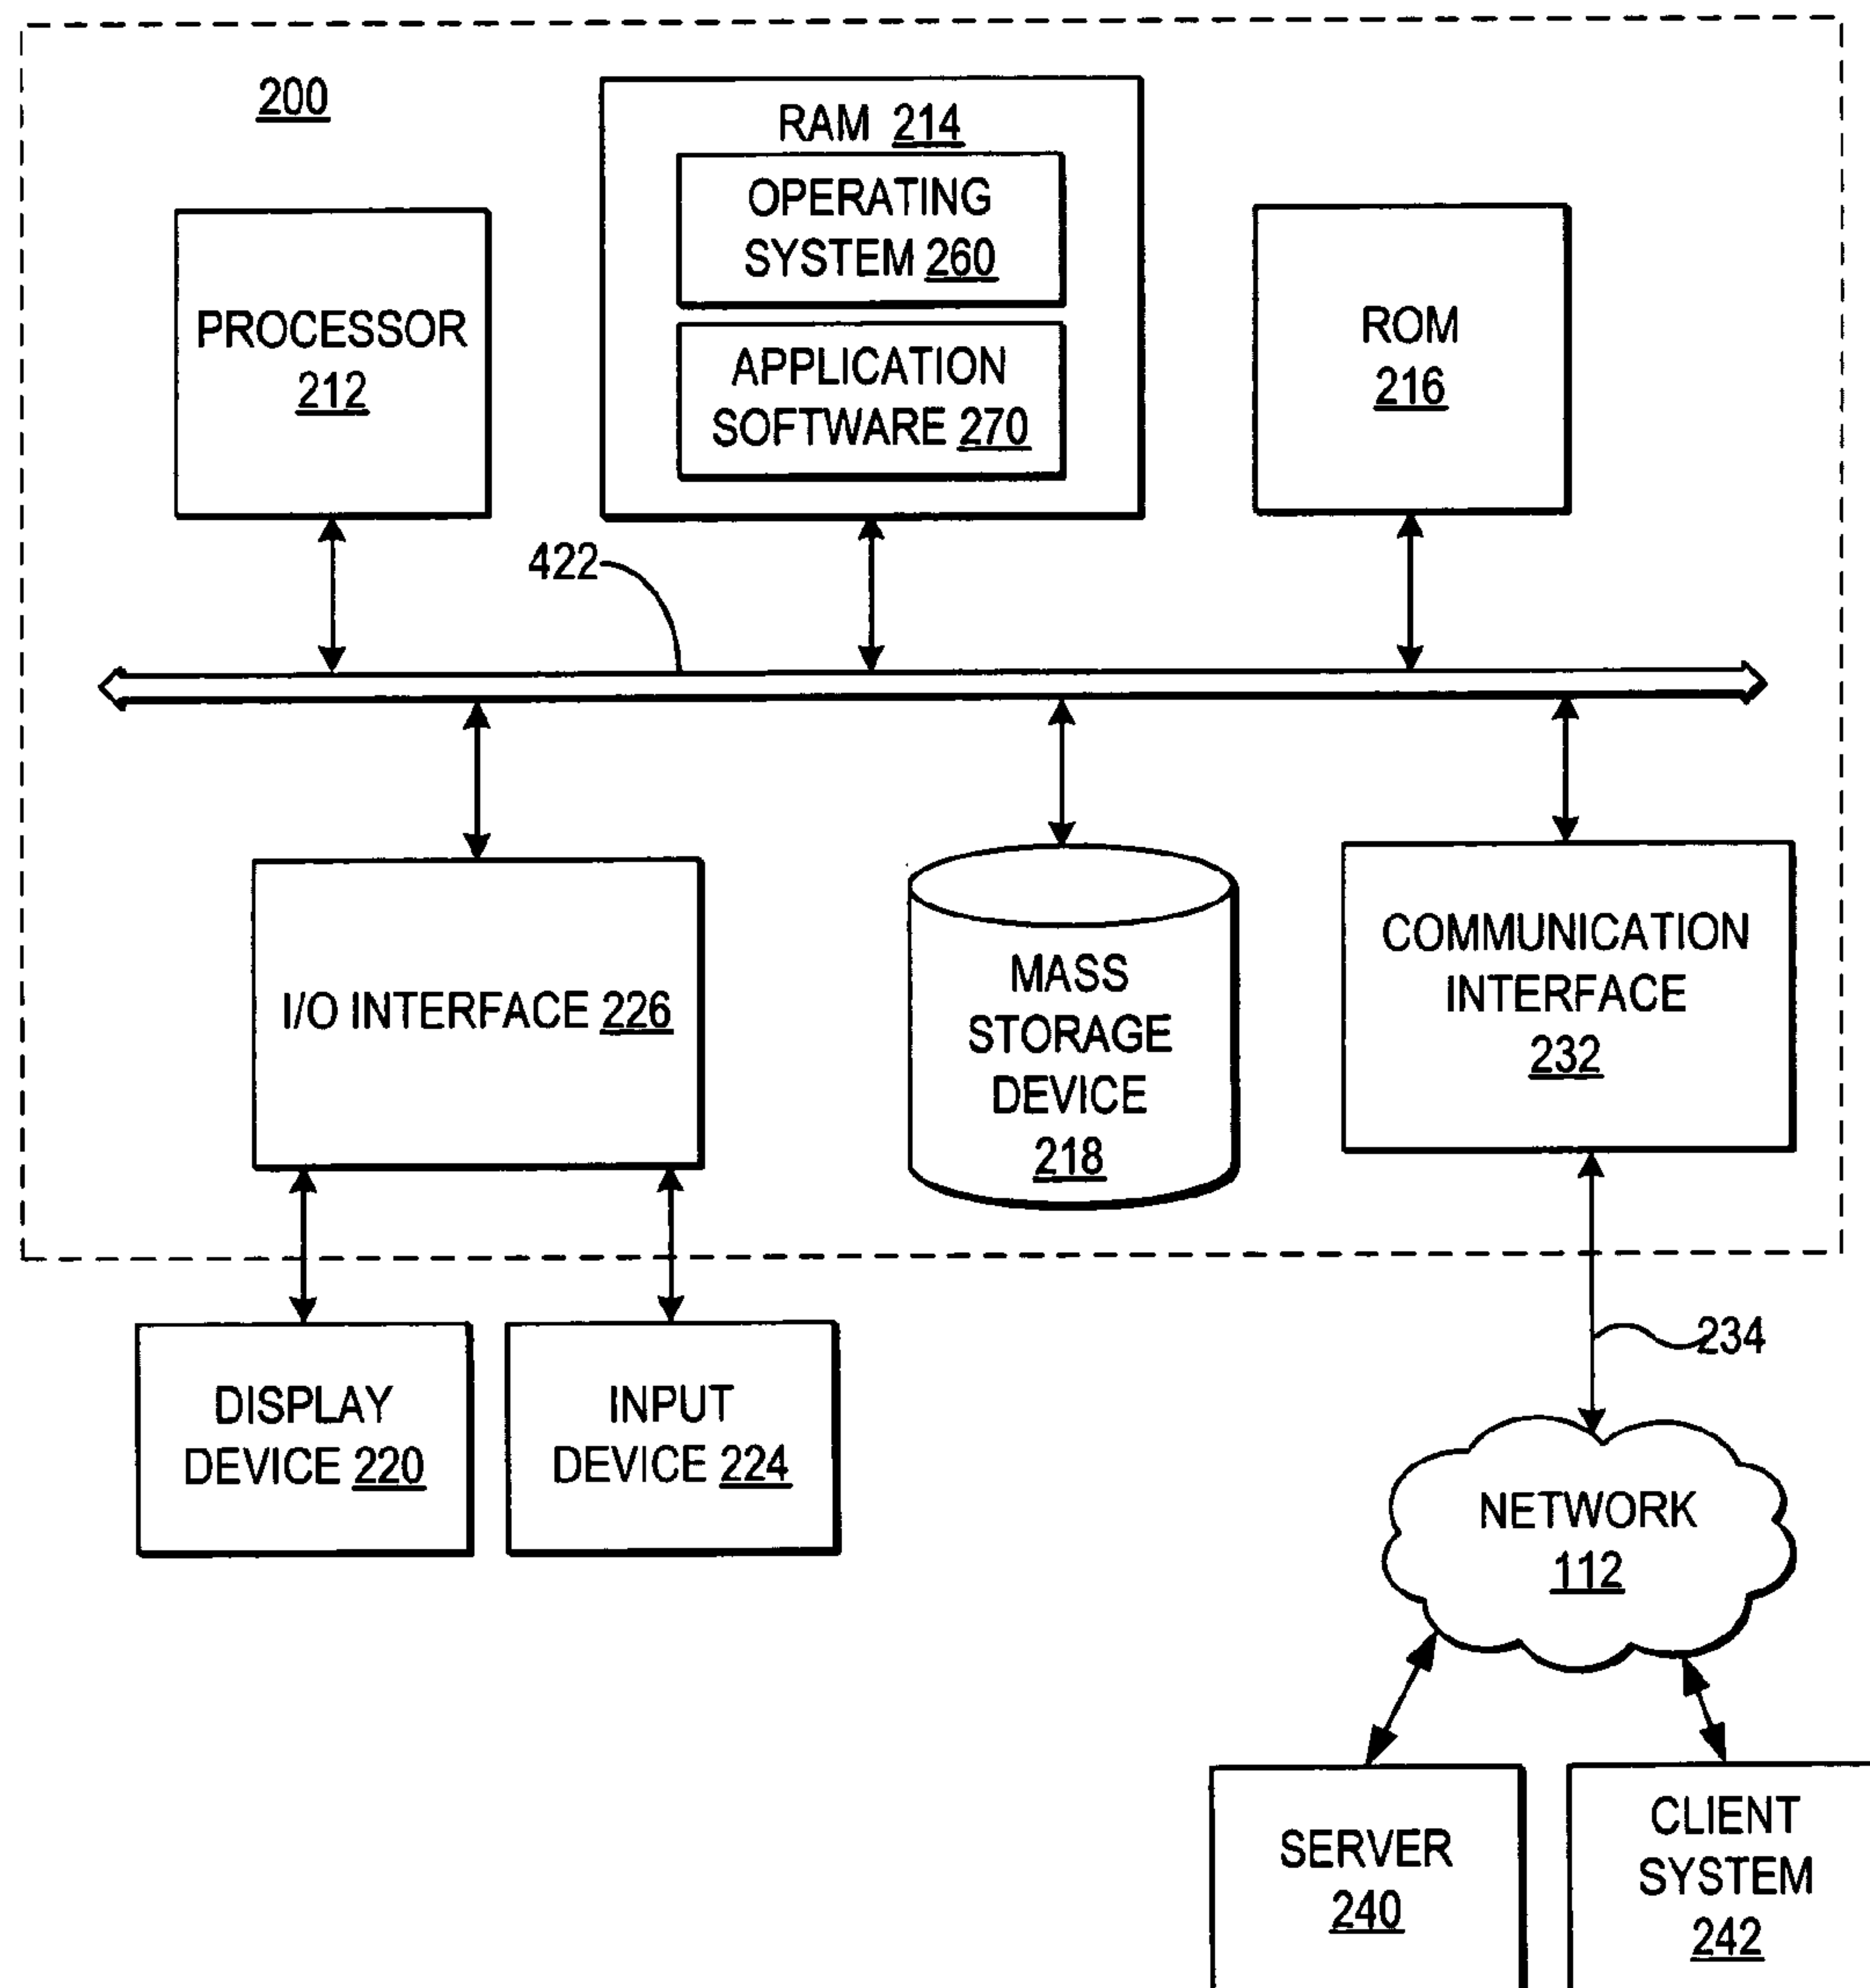 200
RAM 214
OPERATING
SYSTEM 260
APPLICATION
SOFTWARE 270
PROCESSOR
212
ROM
216
422
I/O INTERFACE 226
MASS
STORAGE
DEVICE
218
COMMUNICATION
INTERFACE
232
234
DISPLAY
DEVICE 220
INPUT
DEVICE 224
NETWORK
112
SERVER
240
CLIENT
SYSTEM
242